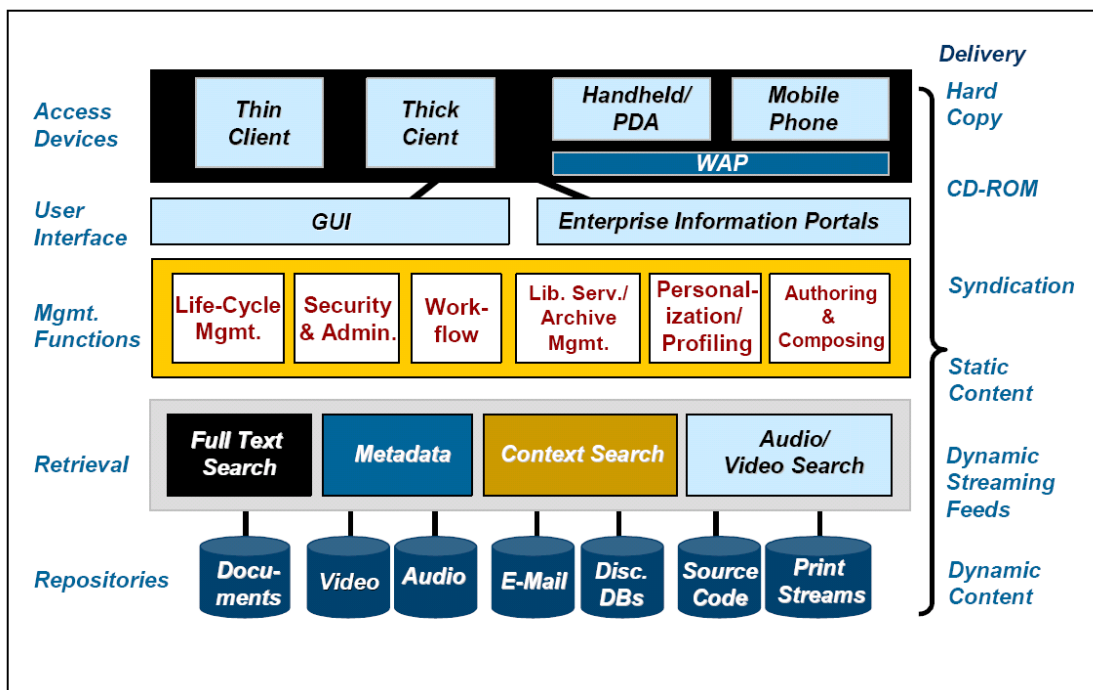 Delivery
Access
Devices
Thin
Client
Thick
Cient
Handheld/
PDA
Mobile
Phone
WAP
Hard
Copy
User
Interface
GUI
Enterprise Information Portals
CD-ROM
Mgmt.
Functions
Life-Cycle
Mgmt.
Security
& Admin.
Work-
flow
Lib. Serv./
Archive
Mgmt.
Personal-
ization/
Profiling
Authoring
&
Composing
Syndication
Static
Content
Retrieval
Full Text
Search
Metadata
Context Search
Audio/
Video Search
Dynamic
Streaming
Feeds
Repositories
Docu-
ments
Video
Audio
E-Mail
Disc.
DBs
Source
Code
Print
Streams
Dynamic
Content